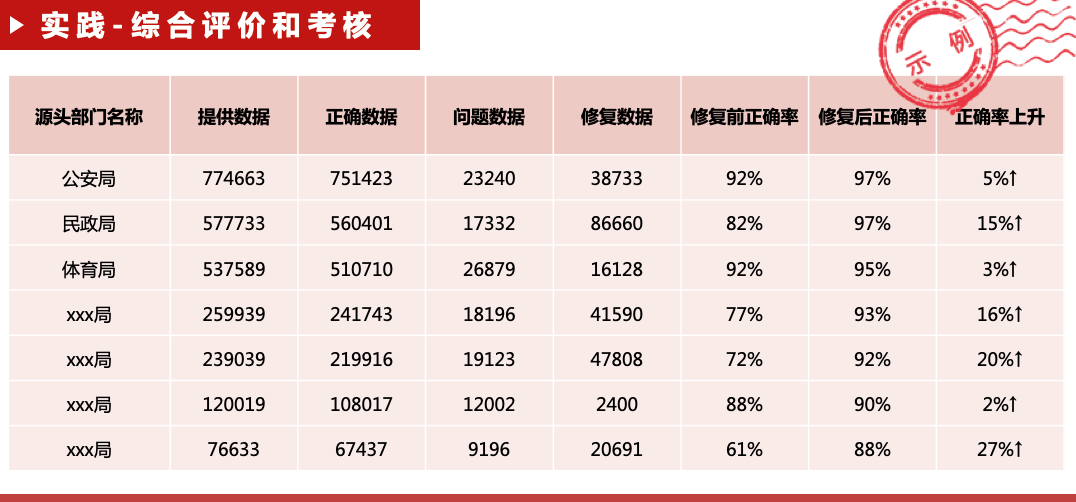 实践-综合评价和考核
示例
源头部门名称 提供数据 正确数据 问题数据 修复数据 修复前正确率 修复后正确率 正确率上升
公安局 774663 751423 23240 38733 92% 97% 5%↑
民政局 577733 560401 17332 86660 82% 97% 15%↑
体育局 537589 510710 26879 16128 92% 95% 3%↑
xxx局 259939 241743 18196 41590 77% 93% 16%↑
xxx局 239039 219916 19123 47808 72% 92% 20%↑
xxx局 120019 108017 12002 2400 88% 90% 2%↑
xxx局 76633 67437 9196 20691 61% 88% 27%↑